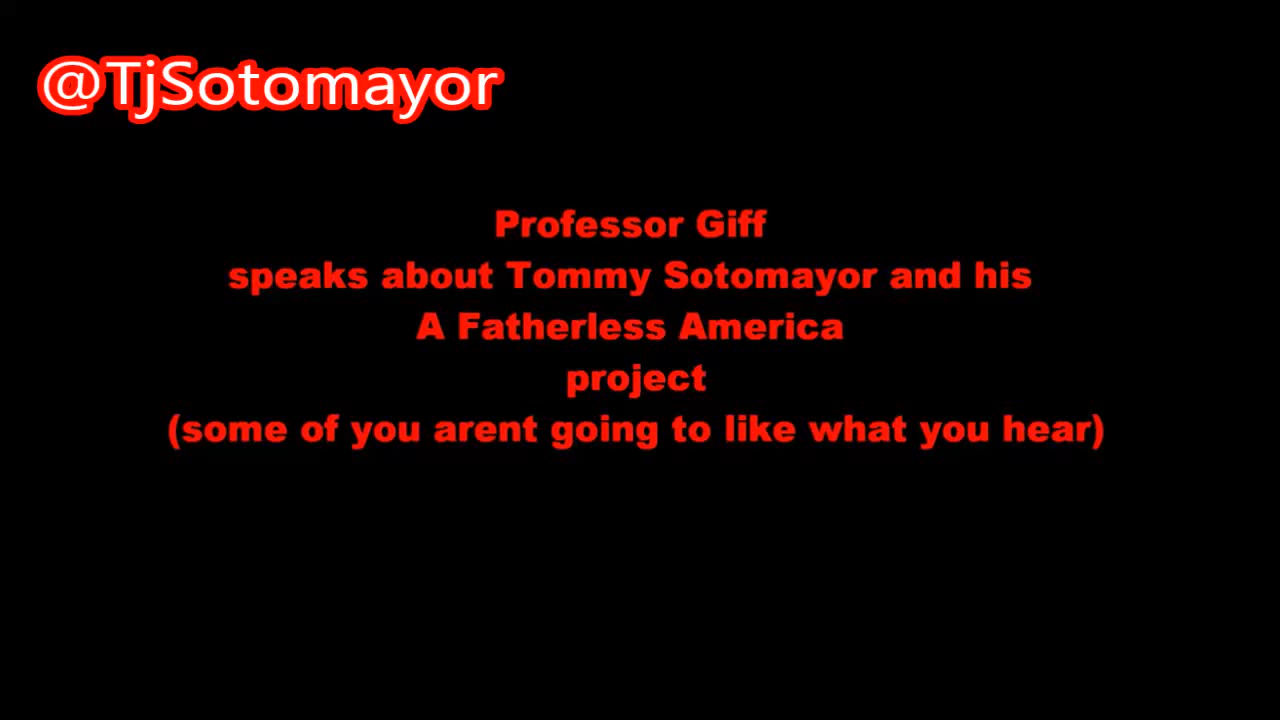 @TjSotomayor
Professor Giff
speaks about Tommy Sotomayor and his
A Fatherless America
project
(some of you arent going to like what you hear)